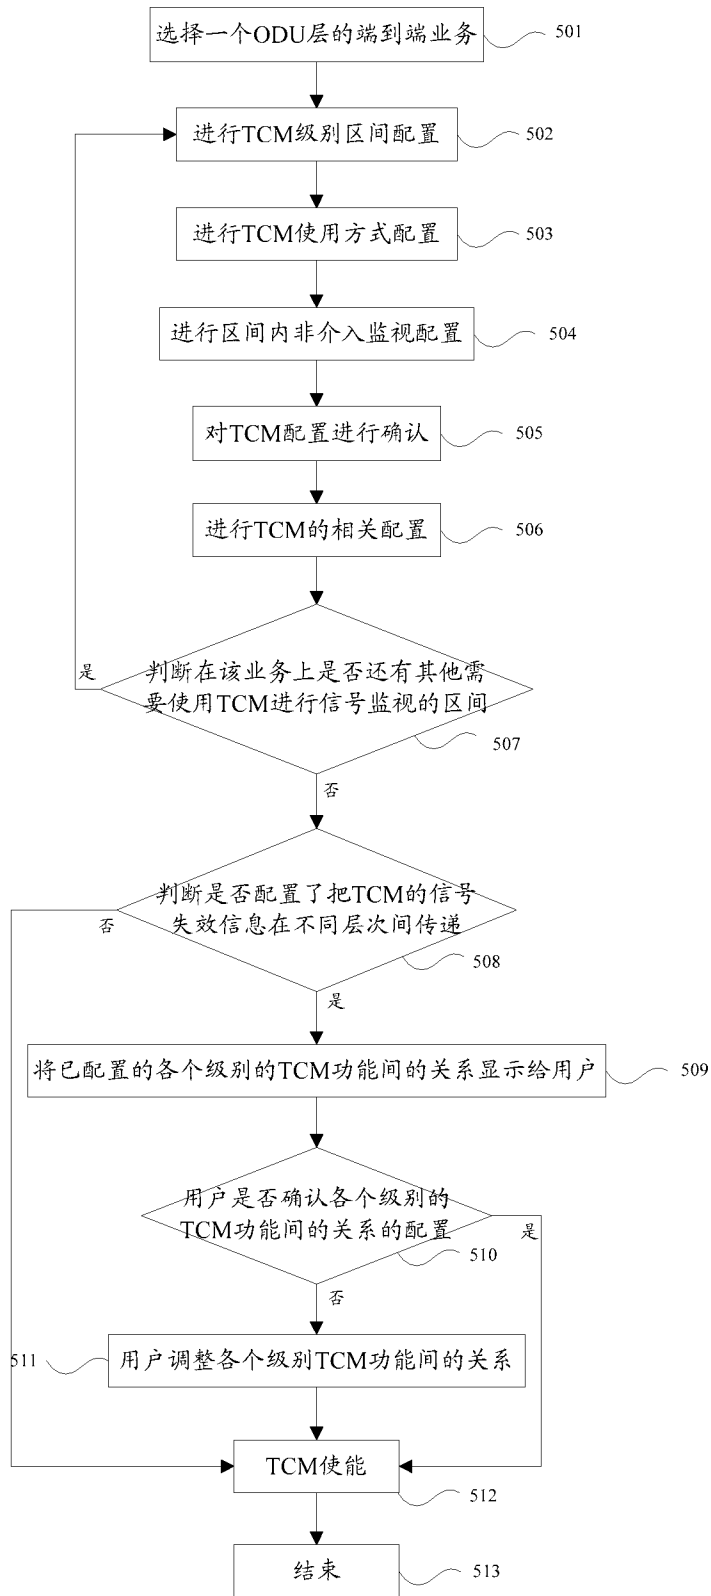 选择一个ODU层的端到端业务
501
进行TCM级别区间配置
502
进行TCM使用方式配置
503
进行区间内非介入监视配置
504
对TCM配置进行确认
505
进行TCM的相关配置
506
是
判断在该业务上是否还有其他需
要使用TCM进行信号监视的区间
507
否
判断是否配置了把TCM的信号
失效信息在不同层次间传递
否
508
是
将已配置的各个级别的TCM功能间的关系显示给用户
509
用户是否确认各个级别的
TCM功能间的关系的配置
是
510
否
511
用户调整各个级别TCM功能间的关系
TCM使能
512
结束
513